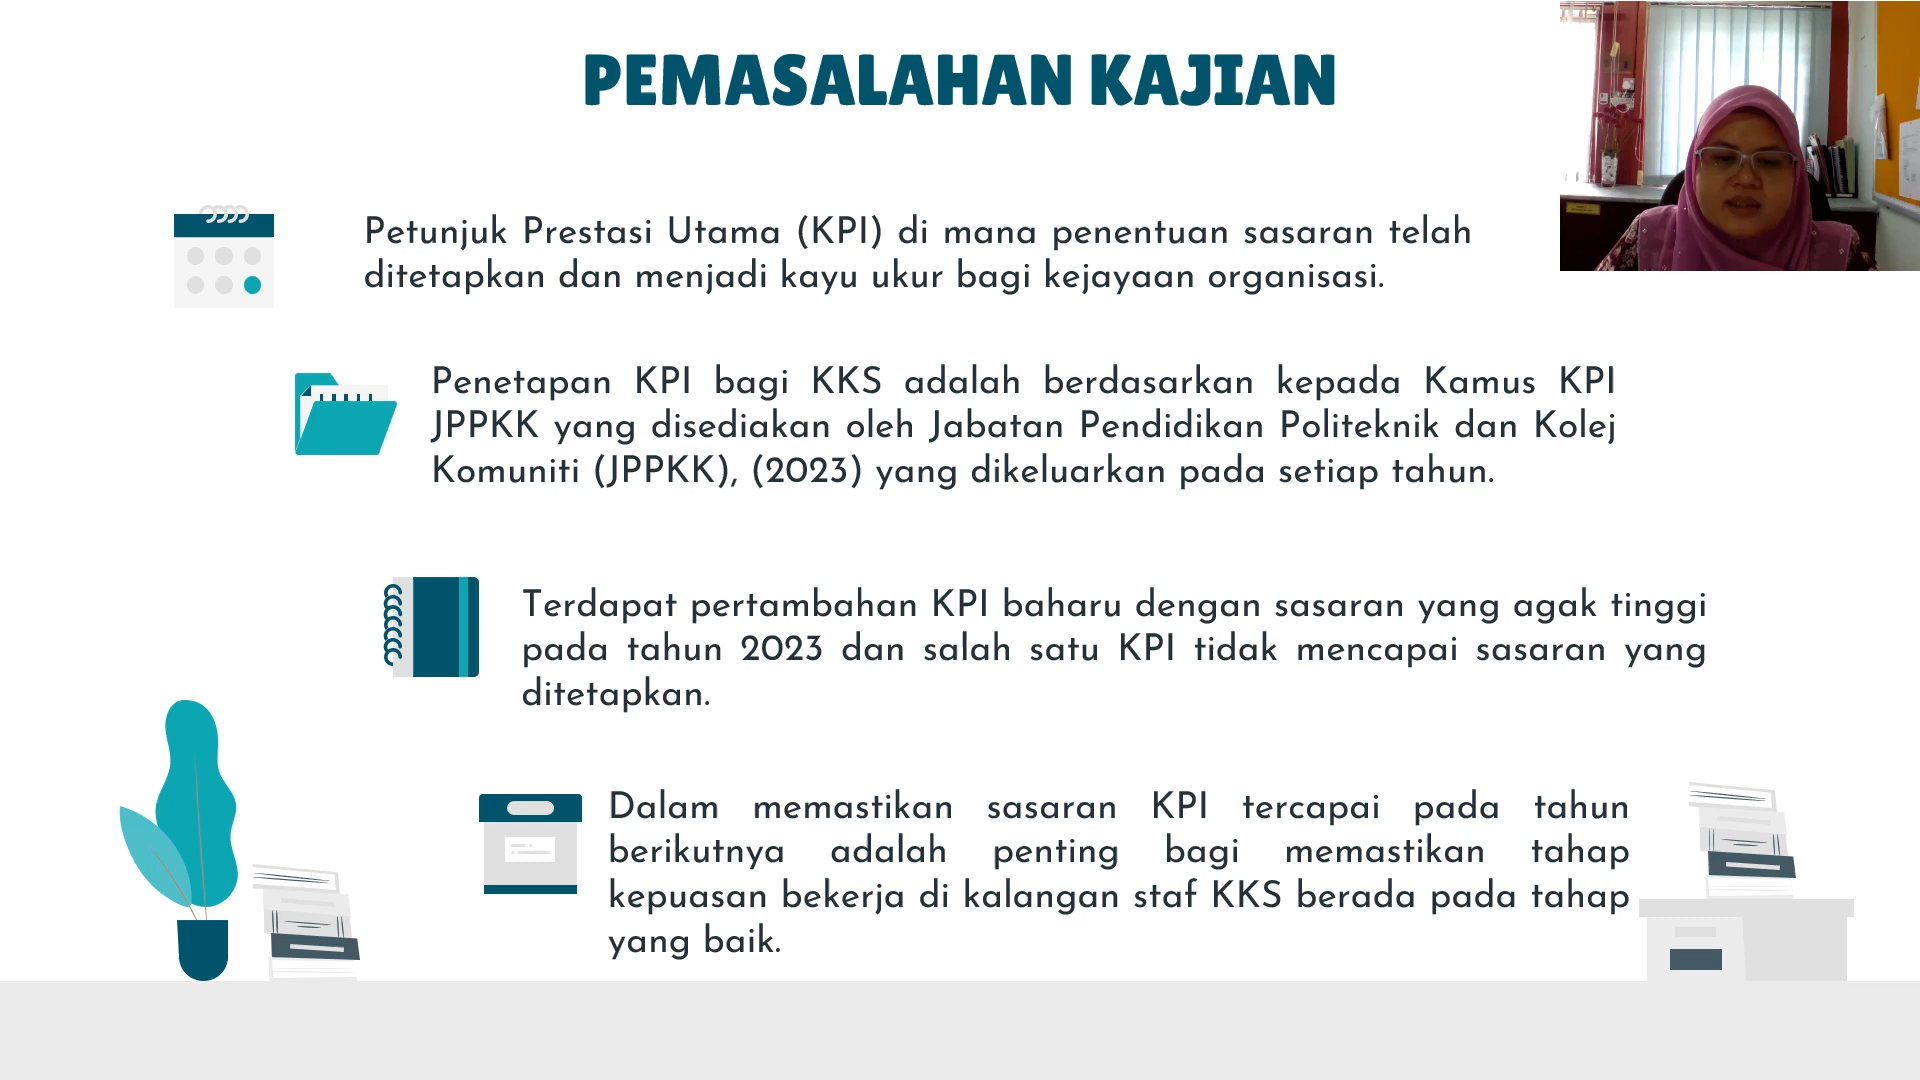 PEMASALAHAN KAJIAN
Petunjuk Prestasi Utama (KPI) di mana penentuan sasaran telah
ditetapkan dan menjadi kayu ukur bagi kejayaan organisasi.
Penetapan KPI bagi KKS adalah berdasarkan kepada Kamus KPI
JPPKK yang disediakan oleh Jabatan Pendidikan Politeknik dan Kolej
Komuniti (JPPKK), (2023) yang dikeluarkan pada setiap tahun.
Terdapat pertambahan KPI baharu dengan sasaran yang agak tinggi
pada tahun 2023 dan salah satu KPI tidak mencapai sasaran yang
ditetapkan.
Dalam memastikan sasaran KPI tercapai pada tahun
berikutnya adalah penting bagi memastikan tahap
kepuasan bekerja di kalangan staf KKS berada pada tahap
yang baik.